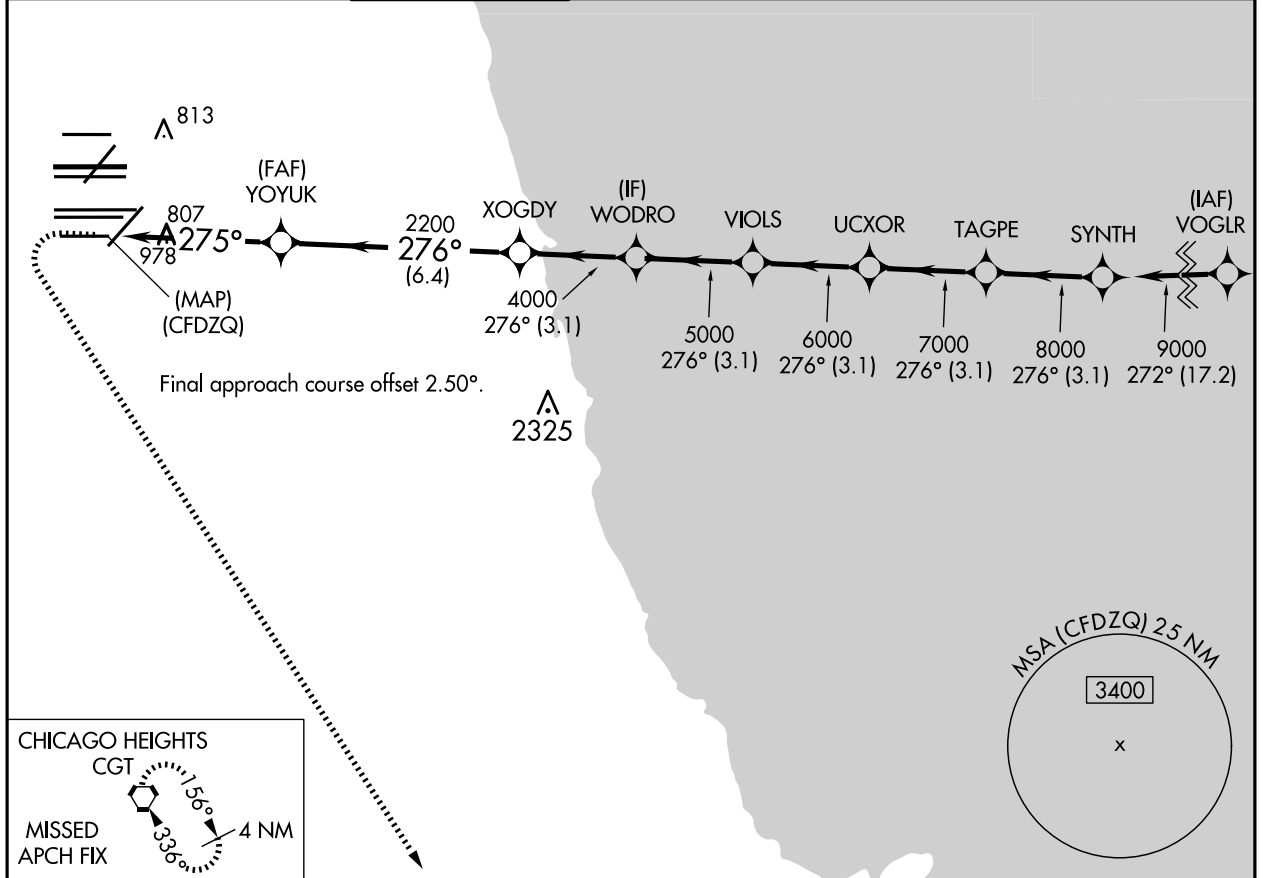 813
(FAF)
YOYUK
807
978
275°
2200
276°
(6.4)
XOGDY
(IF)
WODRO
VIOLS
UCXOR
TAGPE
SYNTH
(IAF)
VOGLR
(MAP)
(CFDZQ)
4000
276° (3.1)
5000
276° (3.1)
6000
276° (3.1)
7000
276° (3.1)
8000
276° (3.1)
9000
272° (17.2)
Final approach course offset 2.50°.
2325
MSA (CFDZQ) 25 NM
3400
x
CHICAGO HEIGHTS
CGT
156°
336°
4 NM
MISSED
APCH FIX